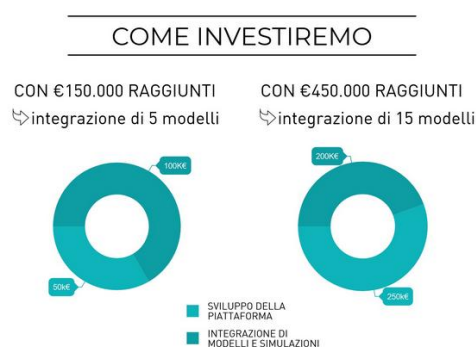 COME INVESTIREMO
CON €150.000 RAGGIUNTI
integrazione di 5 modelli
CON €450.000 RAGGIUNTI
integrazione di 15 modelli
100K€
50k€
200K€
250k€
SVILUPPO DELLA
PIATTAFORMA
INTEGRAZIONE DI
MODELLI E SIMULAZIONI